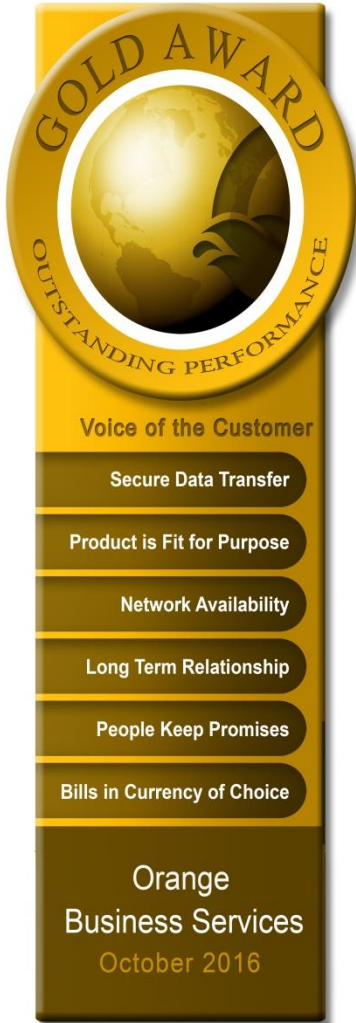 GOLD AWARD
OUTSTANDING PERFORMANCE
Voice of the Customer
Secure Data Transfer
Product is Fit for Purpose
Network Availability
Long Term Relationship
People Keep Promises
Bills in Currency of Choice
Orange
Business Services
October 2016